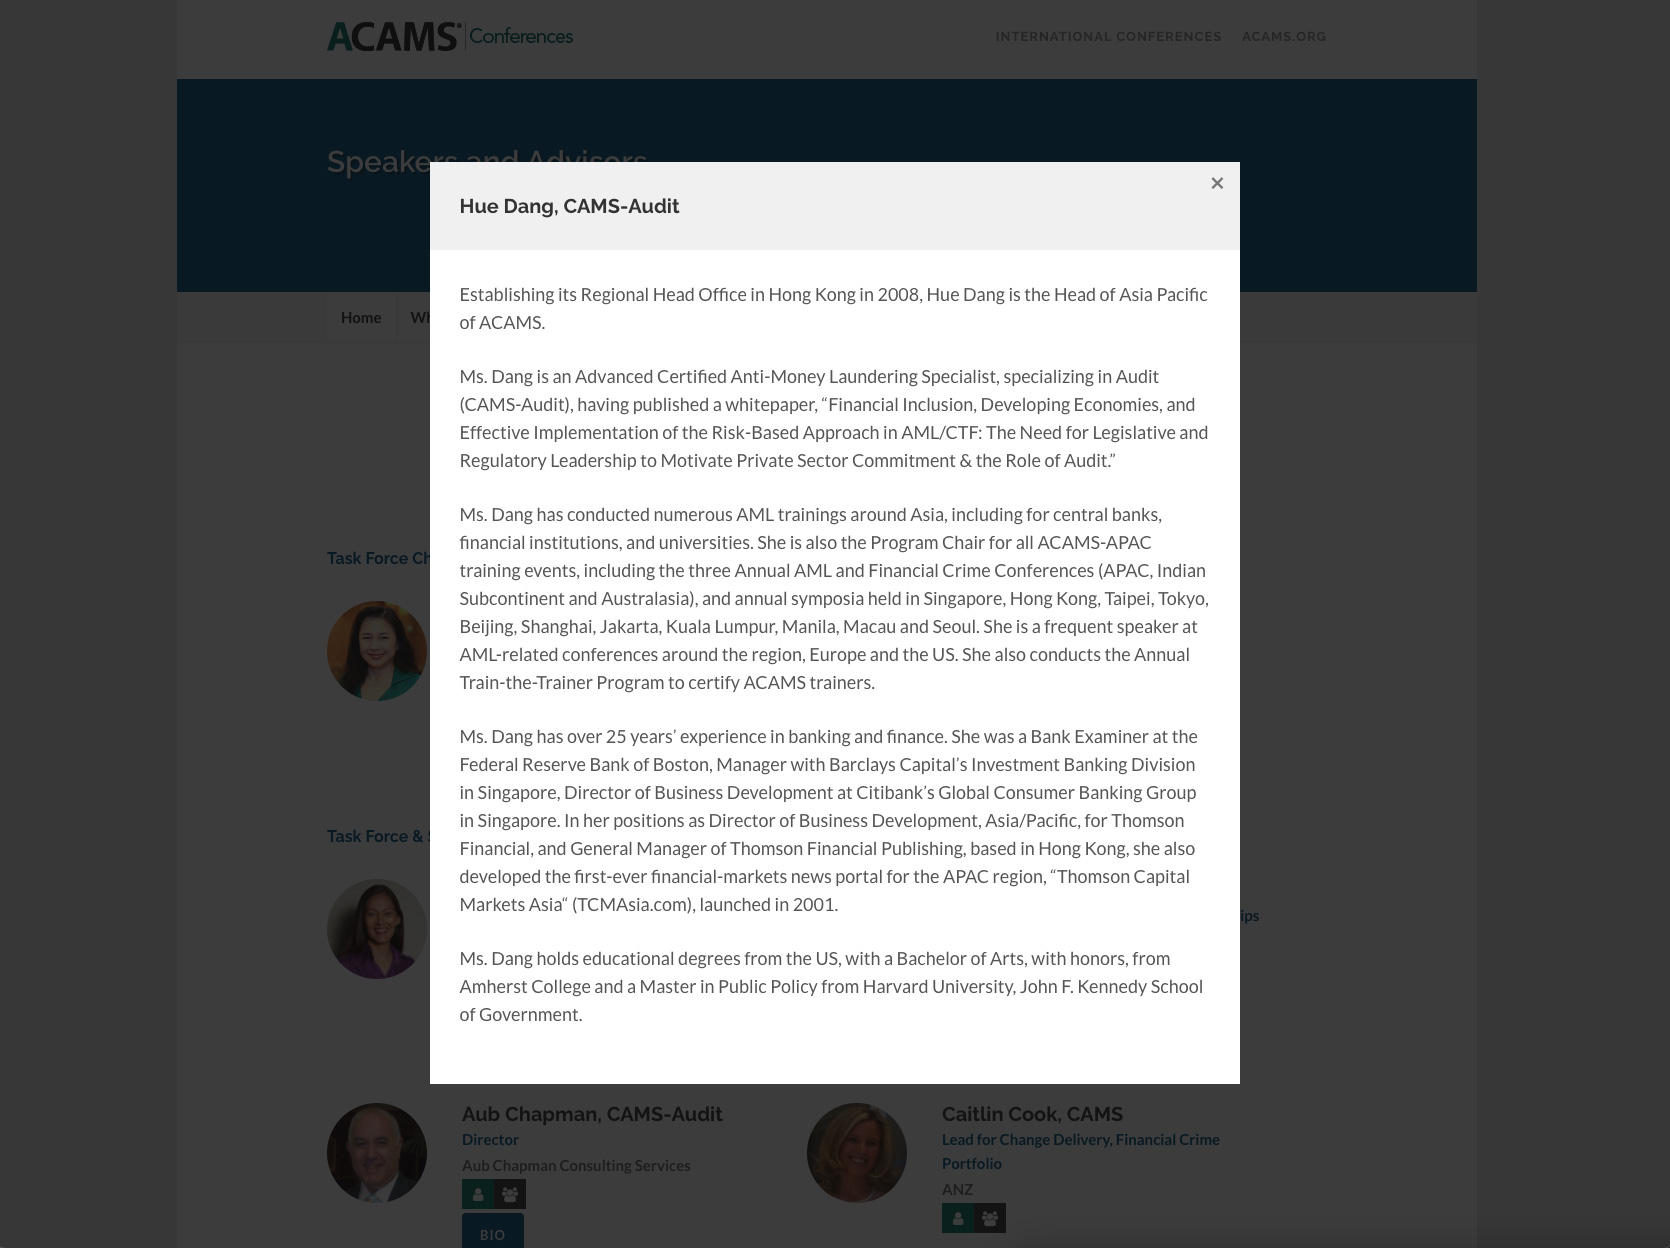 ACAMS Conferences
INTERNATIONAL CONFERENCES ACAMS.ORG
Speakers and Advisors
Hue Dang, CAMS-Audit
×
Home
Establishing its Regional Head Office in Hong Kong in 2008, Hue Dang is the Head of Asia Pacific
of ACAMS.
Ms. Dang is an Advanced Certified Anti-Money Laundering Specialist, specializing in Audit
(CAMS-Audit), having published a whitepaper, “Financial Inclusion, Developing Economies, and
Effective Implementation of the Risk-Based Approach in AML/CTF: The Need for Legislative and
Regulatory Leadership to Motivate Private Sector Commitment & the Role of Audit.”
Ms. Dang has conducted numerous AML trainings around Asia, including for central banks,
financial institutions, and universities. She is also the Program Chair for all ACAMS-APAC
training events, including the three Annual AML and Financial Crime Conferences (APAC, Indian
Subcontinent and Australasia), and annual symposia held in Singapore, Hong Kong, Taipei, Tokyo,
Beijing, Shanghai, Jakarta, Kuala Lumpur, Manila, Macau and Seoul. She is a frequent speaker at
AML-related conferences around the region, Europe and the US. She also conducts the Annual
Train-the-Trainer Program to certify ACAMS trainers.
Ms. Dang has over 25 years’ experience in banking and finance. She was a Bank Examiner at the
Federal Reserve Bank of Boston, Manager with Barclays Capital’s Investment Banking Division
in Singapore, Director of Business Development at Citibank’s Global Consumer Banking Group
in Singapore. In her positions as Director of Business Development, Asia/Pacific, for Thomson
Financial, and General Manager of Thomson Financial Publishing, based in Hong Kong, she also
developed the first-ever financial-markets news portal for the APAC region, “Thomson Capital
Markets Asia“ (TCMAsia.com), launched in 2001.
Ms. Dang holds educational degrees from the US, with a Bachelor of Arts, with honors, from
Amherst College and a Master in Public Policy from Harvard University, John F. Kennedy School
of Government.
Task Force Ch
Task Force &
ips
Aub Chapman, CAMS-Audit
Director
Aub Chapman Consulting Services
BIO
Caitlin Cook, CAMS
Lead for Change Delivery, Financial Crime
Portfolio
ANZ